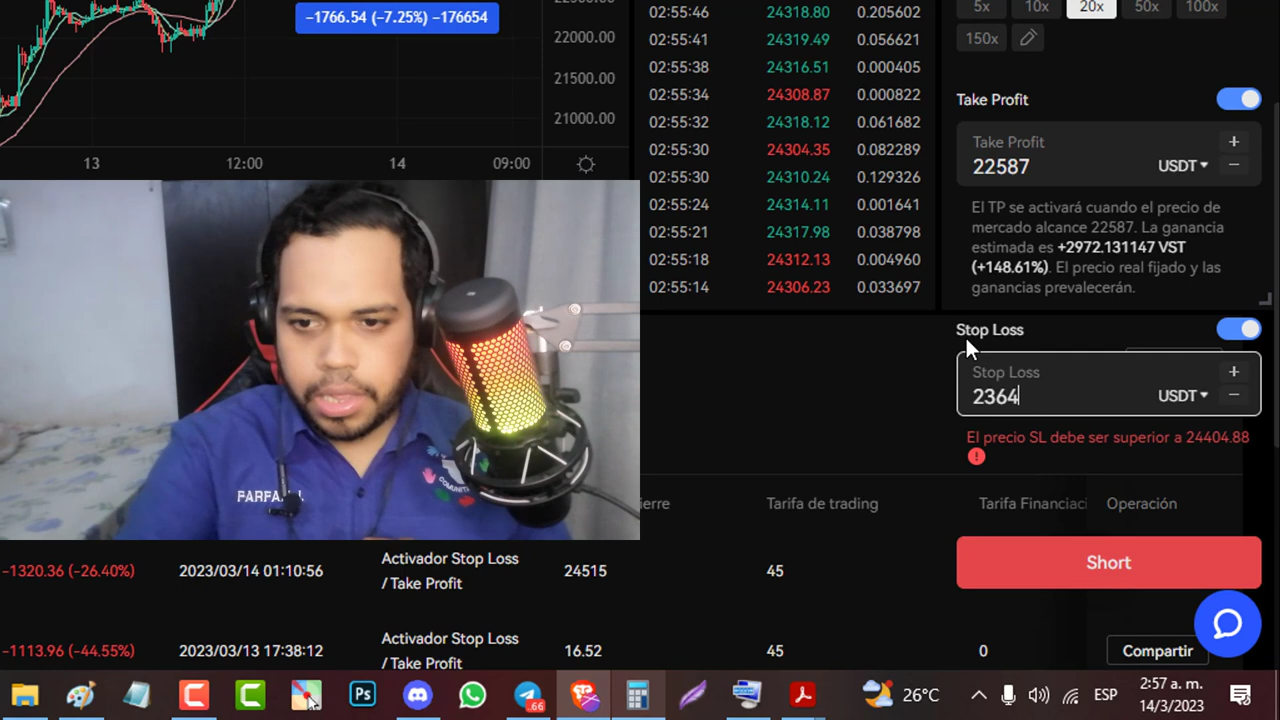 −1766.54 (−7.25%) −176654
22000.00
21500.00
21000.00
13
12:00
14
09:00
02:55:46 24318.80 0.205602
02:55:41 24319.49 0.056621
02:55:38 24316.51 0.000405
02:55:34 24308.87 0.000822
02:55:32 24318.12 0.061682
02:55:30 24304.35 0.082289
02:55:30 24310.24 0.129326
02:55:24 24314.11 0.001641
02:55:21 24317.98 0.038798
02:55:18 24312.13 0.004960
02:55:14 24306.23 0.033697
5x 10x 20x 50x 100x
150x
Take Profit
Take Profit
22587 USDT
El TP se activará cuando el precio de
mercado alcance 22587. La ganancia
estimada es +2972.131147 VST
(+148.61%). El precio real fijado y las
ganancias prevalecerán.
Stop Loss
Stop Loss
2364 USDT
El precio SL debe ser superior a 24404.88
Tarifa de trading
Operación
Short
−1320.36 (−26.40%) 2023/03/14 01:10:56 Activador Stop Loss
/ Take Profit
24515 45
−1113.96 (−44.55%) 2023/03/13 17:38:12 Activador Stop Loss
/ Take Profit
16.52 45 0 Compartir
26°C
ESP
2:57 a. m.
14/3/2023
66
Ps